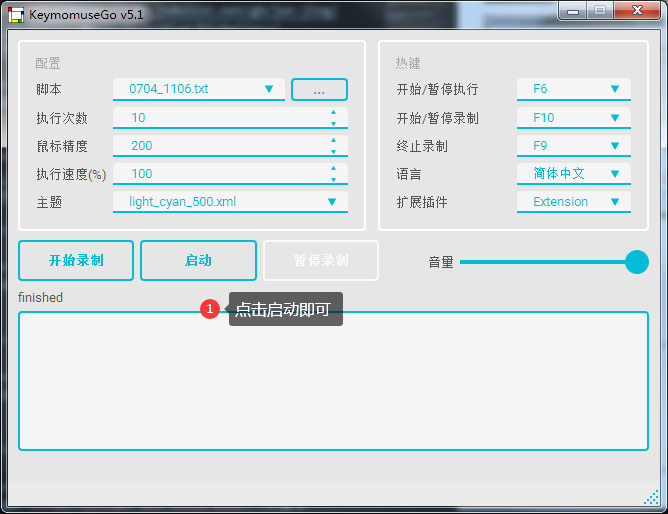 KeymomuseGo v5.1
配置
脚本 0704_1106.txt ...
执行次数 10
鼠标精度 200
执行速度(%) 100
主题 light_cyan_500.xml
热键
开始/暂停执行 F6
开始/暂停录制 F10
终止录制 F9
语言 简体中文
扩展插件 Extension
开始录制 启动 暂停录制 音量
finished
1 点击启动即可